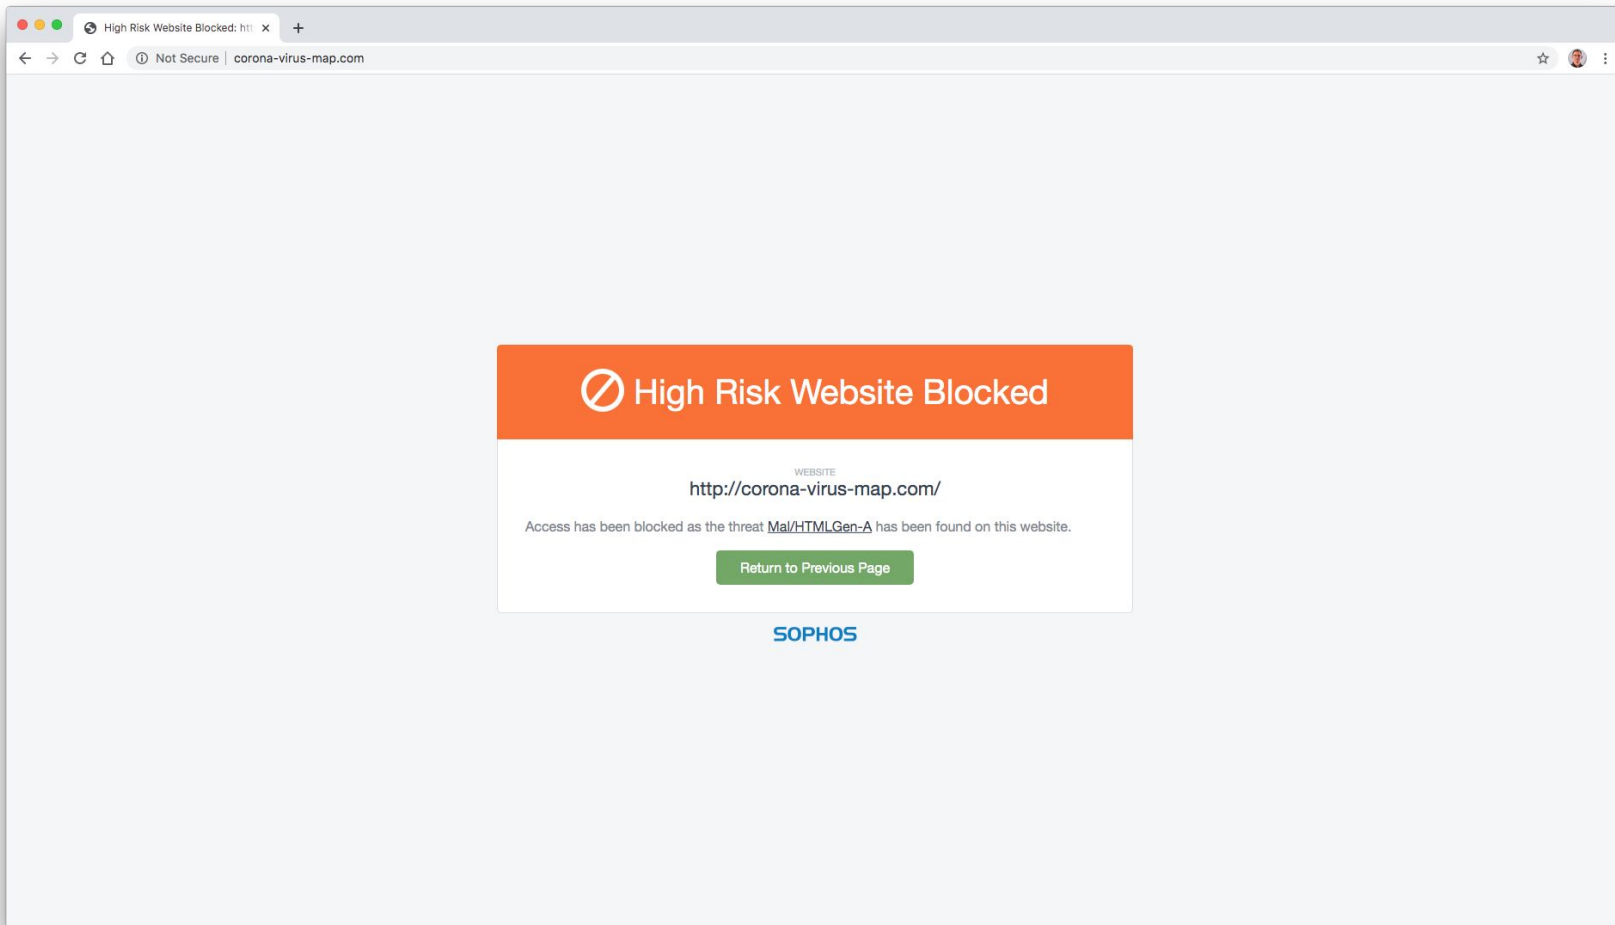 High Risk Website Blocked: htt
Not Secure | corona-virus-map.com
High Risk Website Blocked
WEBSITE
http://corona-virus-map.com/
Access has been blocked as the threat Mal/HTMLGen-A has been found on this website.
Return to Previous Page
SOPHOS